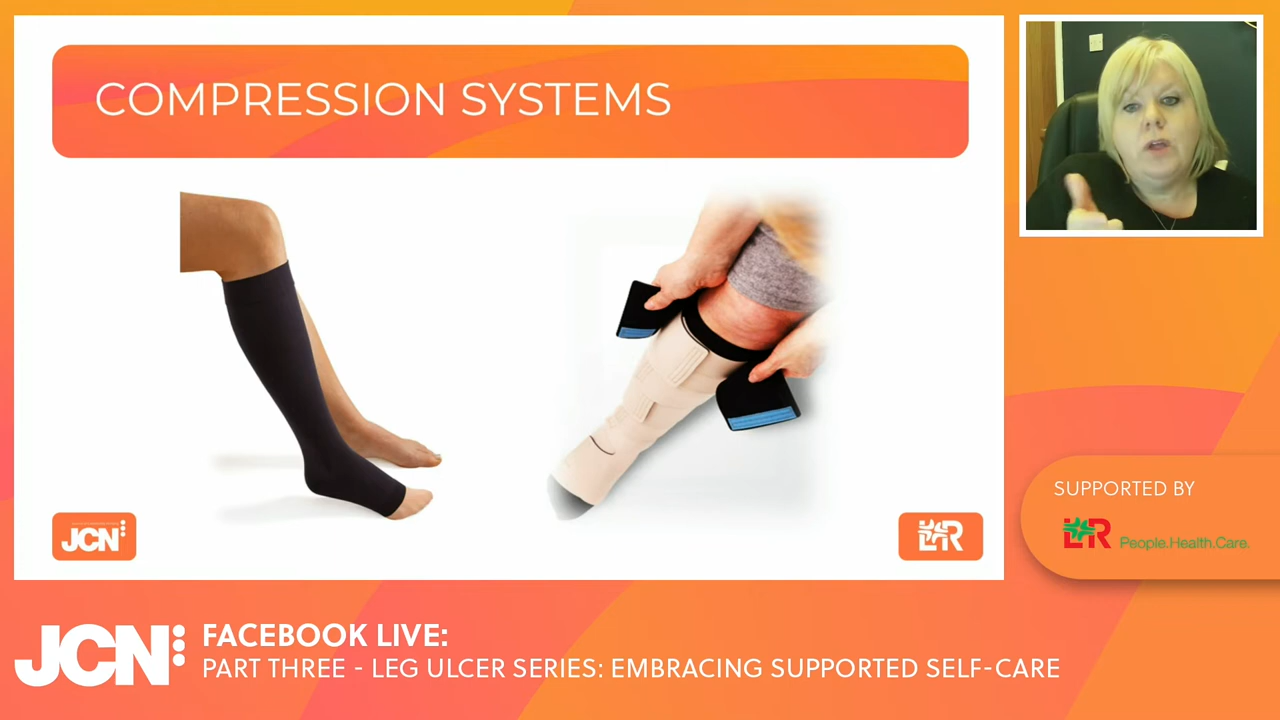 COMPRESSION SYSTEMS
JCN
L&R
SUPPORTED BY
L&R People.Health.Care.
JCN
FACEBOOK LIVE:
PART THREE - LEG ULCER SERIES: EMBRACING SUPPORTED SELF-CARE